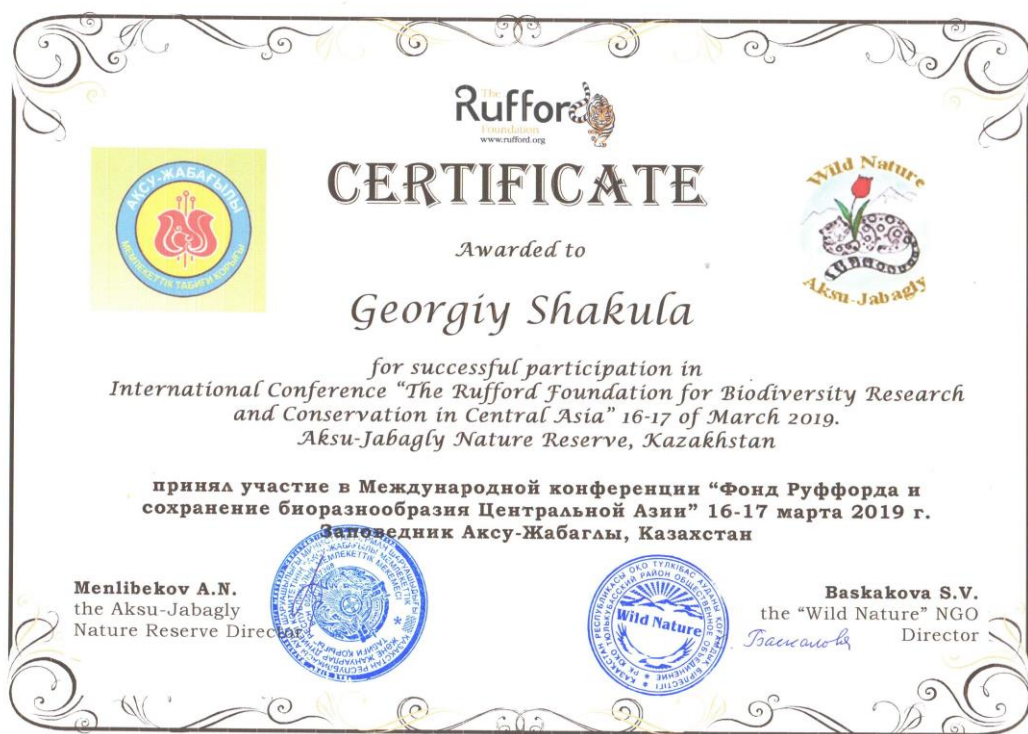 The
Rufford
Foundation
www.rufford.org
АКСУ-ЖАБАҒЫЛЫ
МЕМЛЕКЕТТІК ТАБИҒИ ҚОРЫҒЫ
CERTIFICATE
Wild Nature
Aksu-Jabagly
Awarded to
Georgiy Shakula
for successful participation in
International Conference “The Rufford Foundation for Biodiversity Research
and Conservation in Central Asia” 16-17 of March 2019.
Aksu-Jabagly Nature Reserve, Kazakhstan
принял участие в Международной конференции “Фонд Руффорда и
сохранение биоразнообразия Центральной Азии” 16-17 марта 2019 г.
Заповедник Аксу-Жабаглы, Казахстан
Menlibekov A.N.
the Aksu-Jabagly
Nature Reserve Director
Wild Nature
Baskakova S.V.
the “Wild Nature” NGO
Director